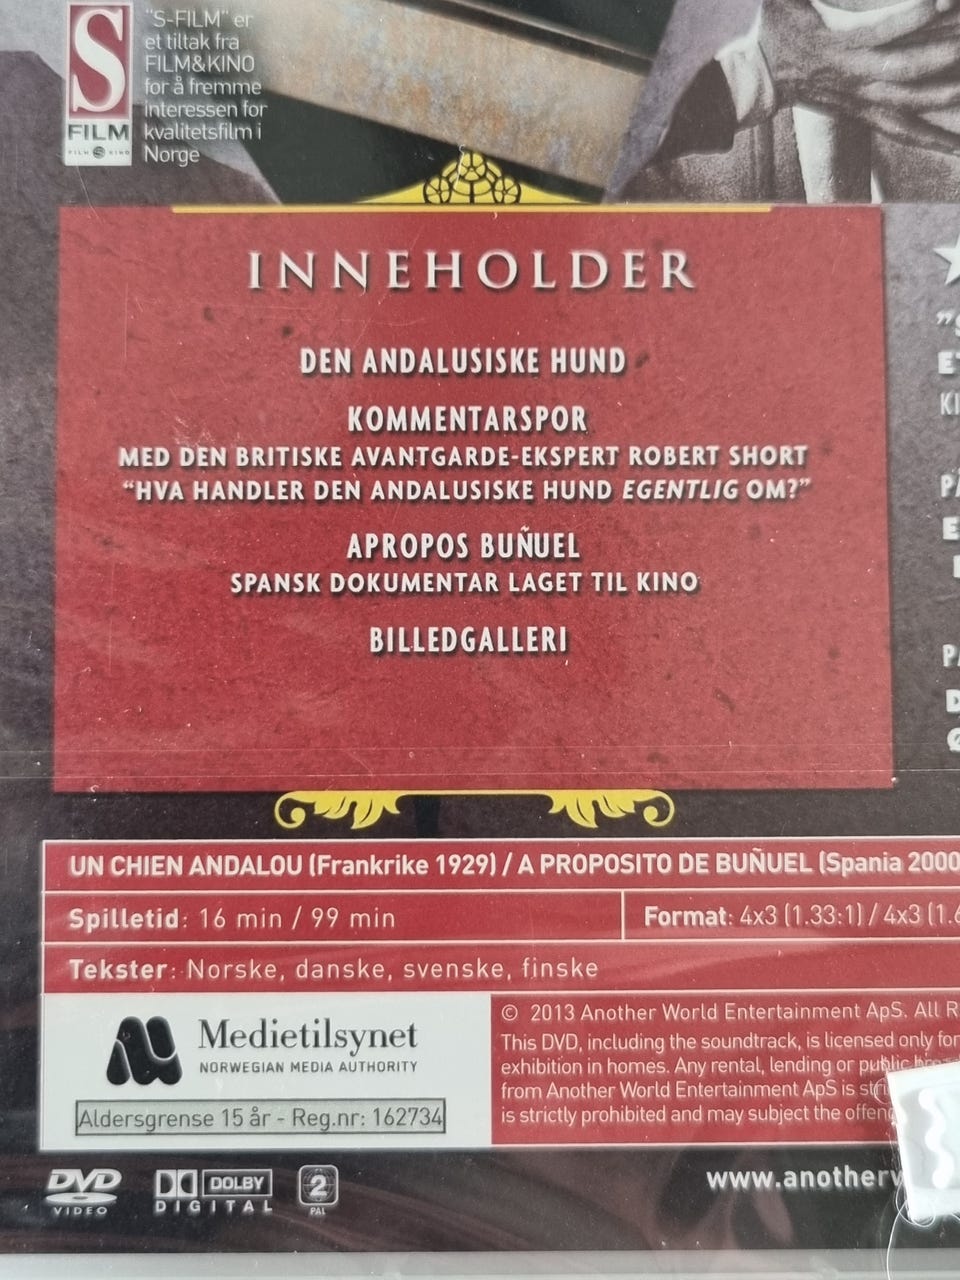 "S-FILM" er
et tiltak fra
FILM&KINO
for å fremme
interessen for
kvalitetsfilm i
Norge
S
FILM
FILM S KINO
INNEHOLDER
DEN ANDALUSISKE HUND
KOMMENTARSPOR
MED DEN BRITISKE AVANTGARDE-EKSPERT ROBERT SHORT
“HVA HANDLER DEN ANDALUSISKE HUND EGENTLIG OM?”
APROPOS BUÑUEL
SPANSK DOKUMENTAR LAGET TIL KINO
BILLEDGALLERI
UN CHIEN ANDALOU (Frankrike 1929) / A PROPOSITO DE BUÑUEL (Spania 2000
Spilletid: 16 min / 99 min
Format: 4x3 (1.33:1) / 4x3 (1.6
Tekster: Norske, danske, svenske, finske
Medietilsynet
NORWEGIAN MEDIA AUTHORITY
Aldersgrense 15 år - Reg.nr: 162734
© 2013 Another World Entertainment ApS. All R
This DVD, including the soundtrack, is licensed only for
exhibition in homes. Any rental, lending or public
from Another World Entertainment ApS is
is strictly prohibited and may subject the
DVD
VIDEO
DOLBY
DIGITAL
2
PAL
www.another